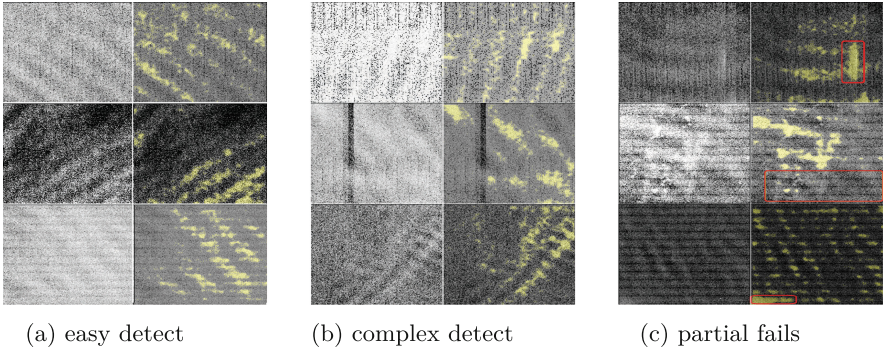 (a) easy detect
(b) complex detect
(c) partial fails